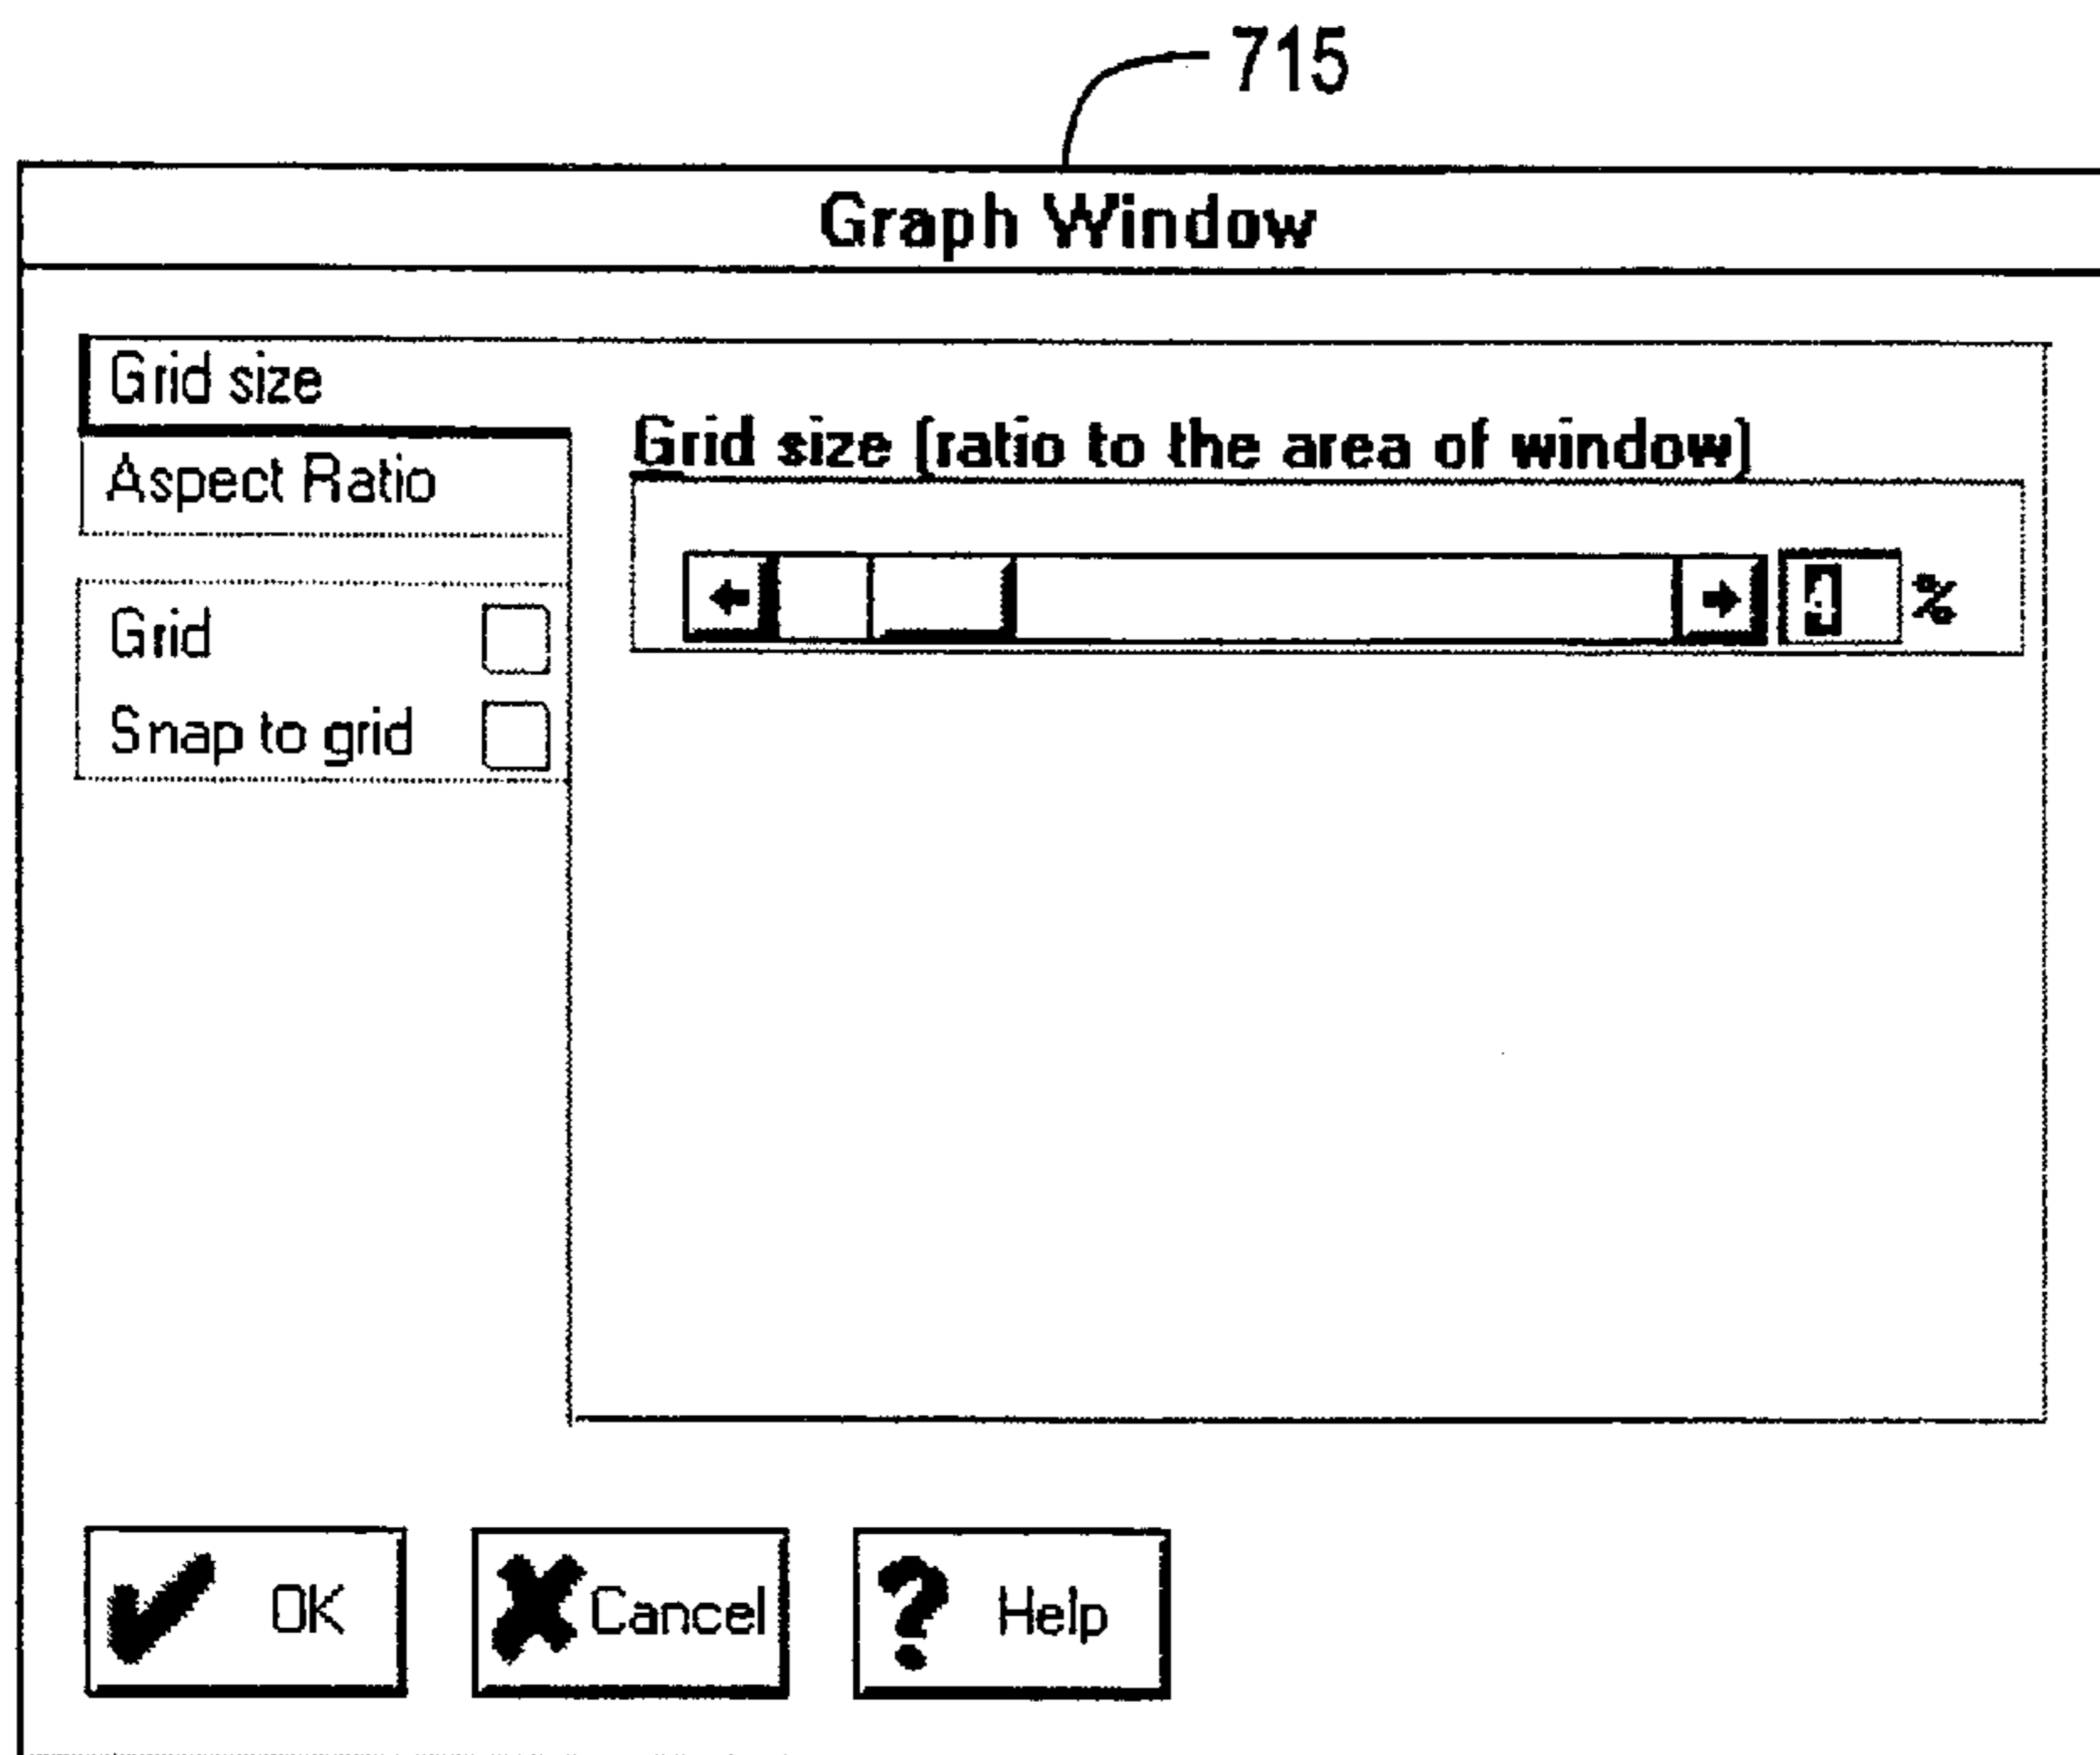 715
Graph Window
Grid size
Aspect Ratio
Grid
Snap to grid
Grid size (ratio to the area of window)
4 %
OK
Cancel
Help